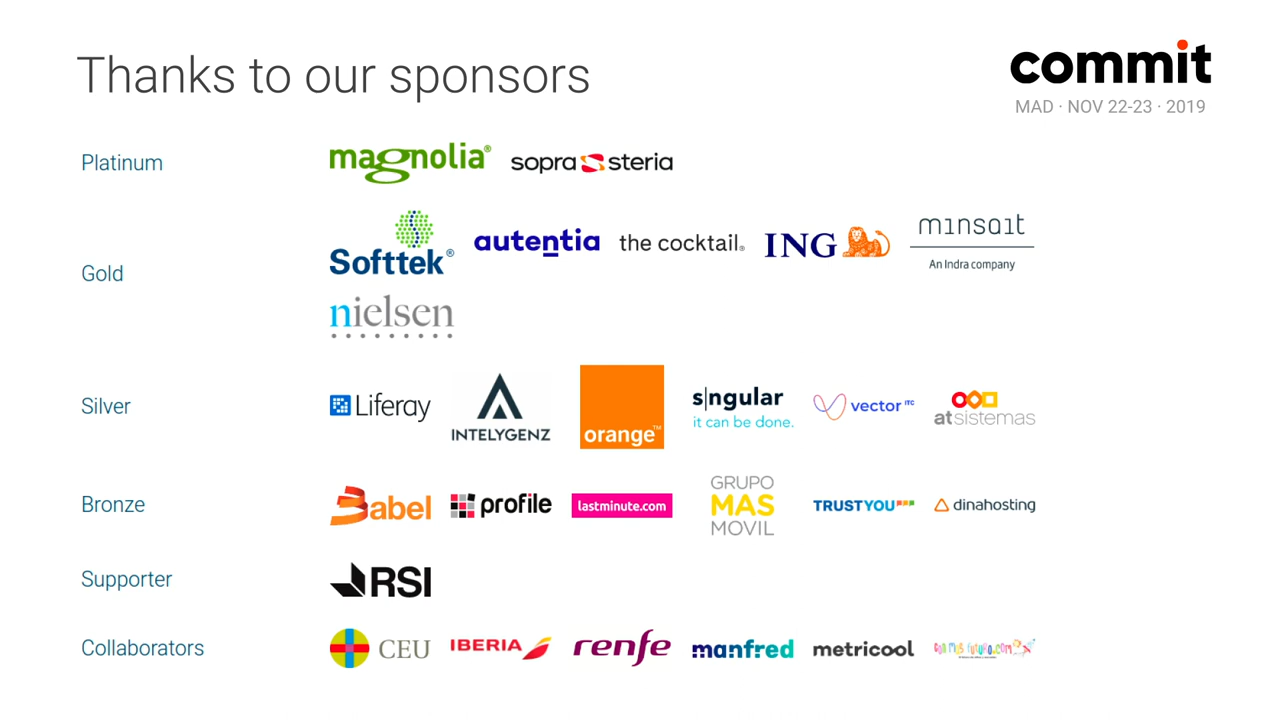 Thanks to our sponsors
commit
MAD · NOV 22-23 · 2019
Platinum
magnolia®
sopra steria
Gold
Softtek®
autentia
the cocktail®
ING
minsait
An Indra company
nielsen
Silver
Liferay
INTELYGENZ
orange™
s|ngular
it can be done.
vector ITC
atsistemas
Bronze
Babel
profile
lastminute.com
GRUPO
MAS
MOVIL
TRUSTYOU
dinahosting
Supporter
RSI
Collaborators
CEU
IBERIA
renfe
manfred
metricool